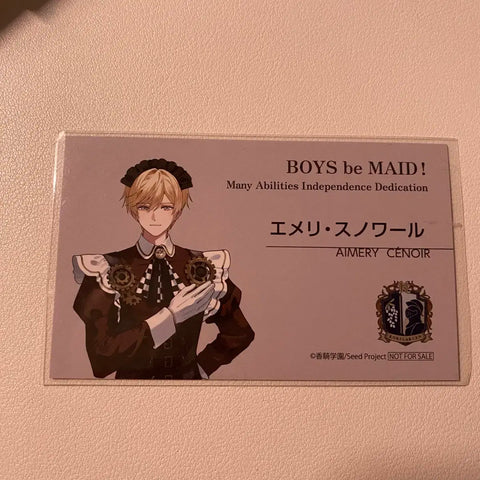 BOYS be MAID!
Many Abilities Independence Dedication
エメリ・スノワール
AIMERY CÉNOIR
©香騎学園/Seed Project NOT FOR SALE